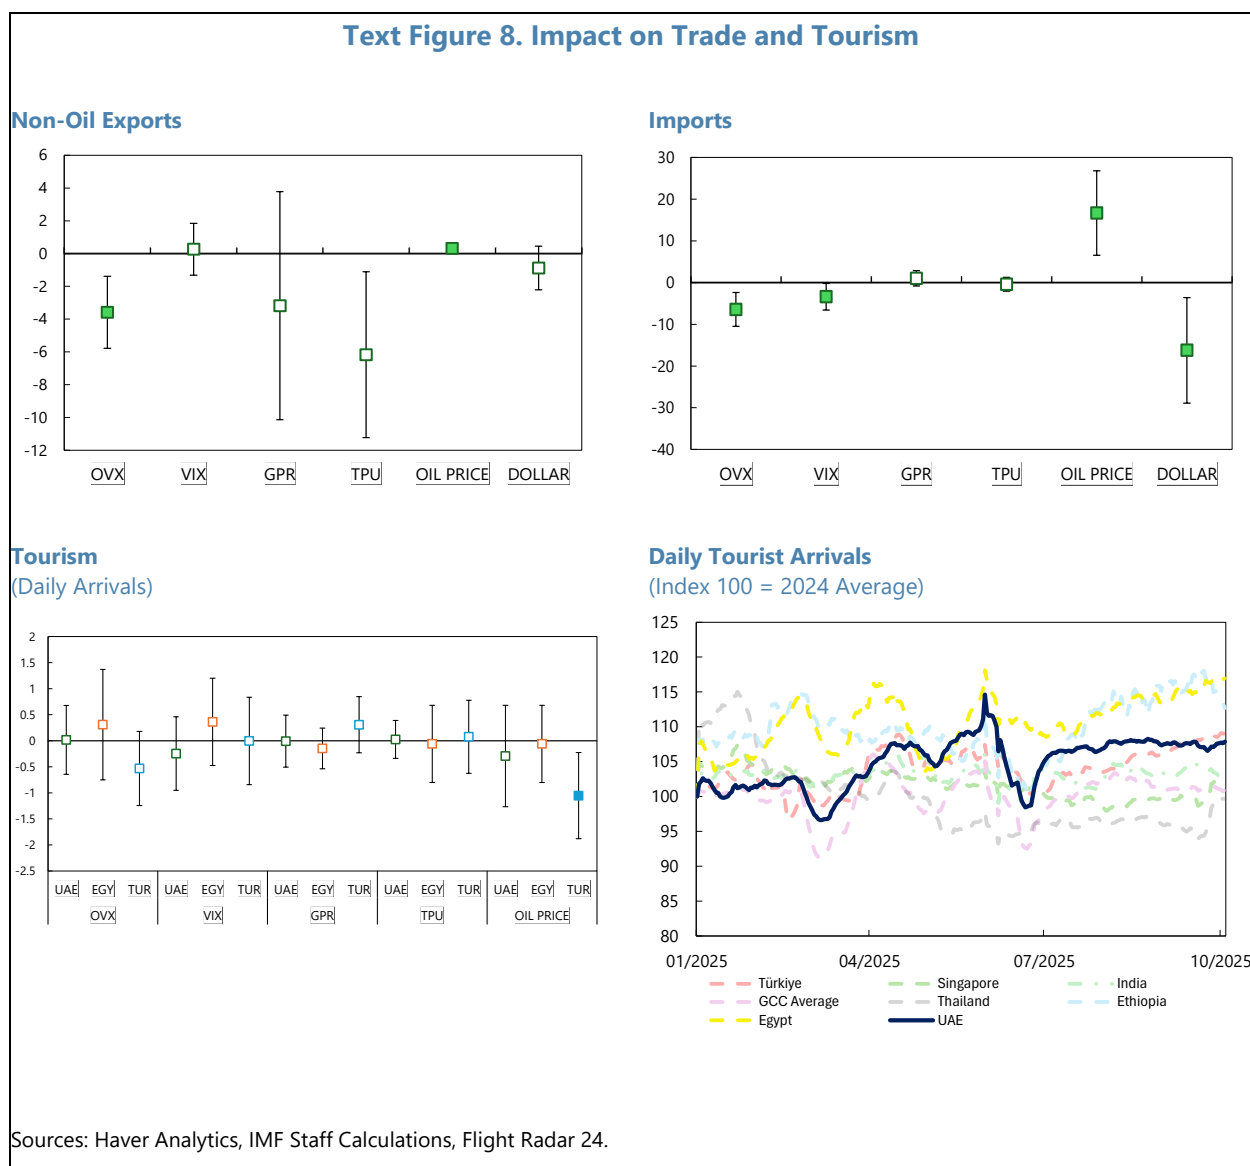 Text Figure 8. Impact on Trade and Tourism
Non-Oil Exports
6
4
2
0
-2
-4
-6
-8
-10
-12
OVX VIX GPR TPU OIL PRICE DOLLAR
Imports
30
20
10
0
-10
-20
-30
-40
OVX VIX GPR TPU OIL PRICE DOLLAR
Tourism
(Daily Arrivals)
2
1.5
1
0.5
0
-0.5
-1
-1.5
-2
-2.5
UAE EGY TUR UAE EGY TUR UAE EGY TUR UAE EGY TUR UAE EGY TUR
OVX VIX GPR TPU OIL PRICE
Daily Tourist Arrivals
(Index 100 = 2024 Average)
125
120
115
110
105
100
95
90
85
80
01/2025 04/2025 07/2025 10/2025
Türkiye Singapore India
GCC Average Thailand Ethiopia
Egypt UAE
Sources: Haver Analytics, IMF Staff Calculations, Flight Radar 24.